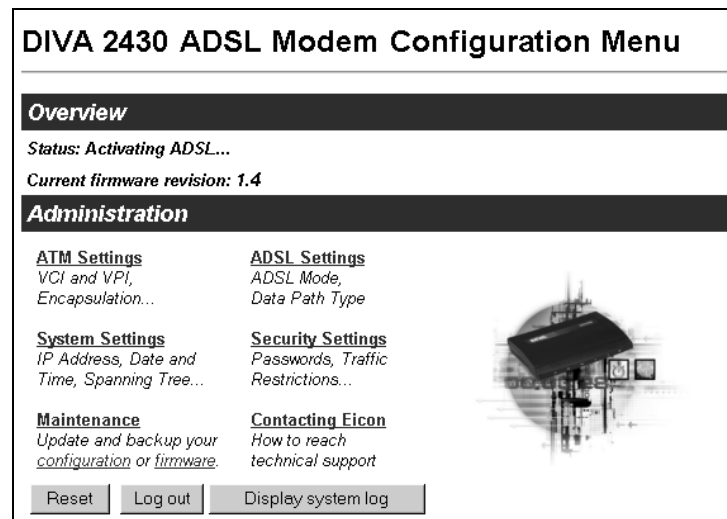 DIVA 2430 ADSL Modem Configuration Menu
Overview
Status: Activating ADSL...
Current firmware revision: 1.4
Administration
ATM Settings
VCI and VPI,
Encapsulation...
ADSL Settings
ADSL Mode,
Data Path Type
System Settings
IP Address, Date and
Time, Spanning Tree...
Security Settings
Passwords, Traffic
Restrictions...
Maintenance
Update and backup your
configuration or firmware.
Contacting Eicon
How to reach
technical support
Reset
Log out
Display system log